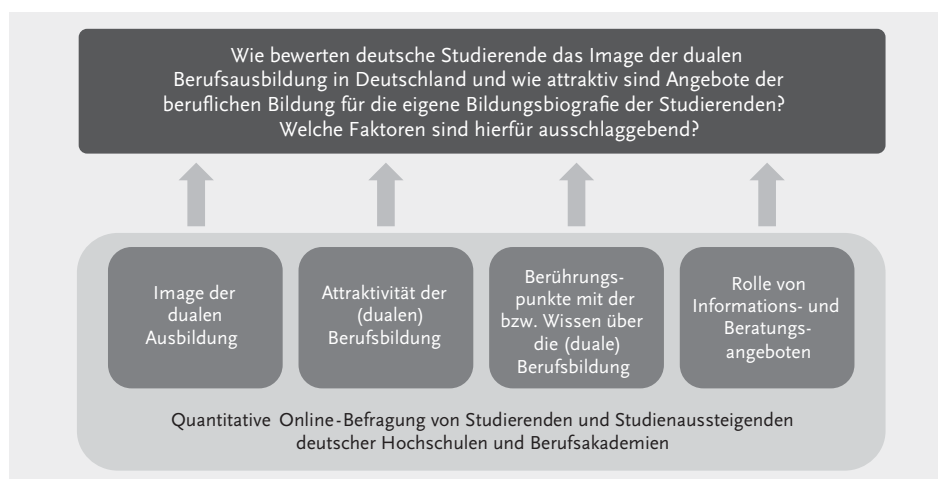 Wie bewerten deutsche Studierende das Image der dualen
Berufsausbildung in Deutschland und wie attraktiv sind Angebote der
beruflichen Bildung für die eigene Bildungsbiografie der Studierenden?
Welche Faktoren sind hierfür ausschlaggebend?
Image der
dualen
Ausbildung
Attraktivität der
(dualen)
Berufsbildung
Berührungs-
punkte mit der
bzw. Wissen über
die (duale)
Berufsbildung
Rolle von
Informations- und
Beratungs-
angeboten
Quantitative Online-Befragung von Studierenden und Studienaussteigenden
deutscher Hochschulen und Berufsakademien